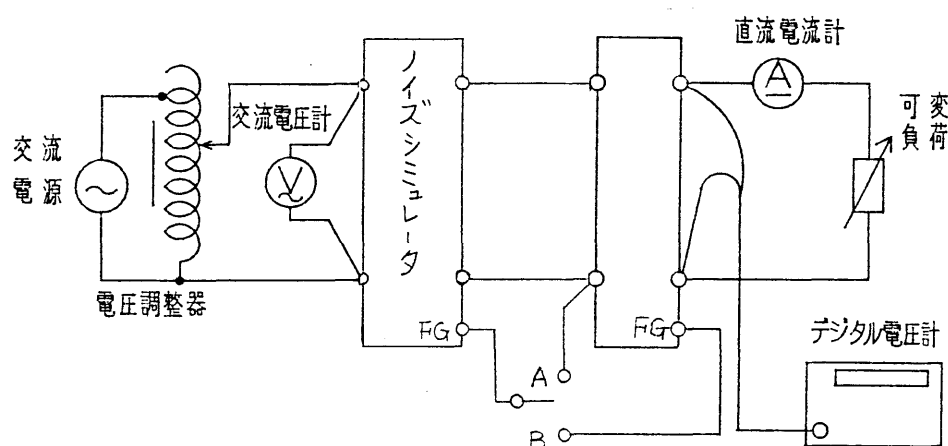 直流電流計
A
可変
負荷
ノイズシミュレータ
交流電圧計
V
交流
電源
電圧調整器
FG
FG
A
B
デジタル電圧計